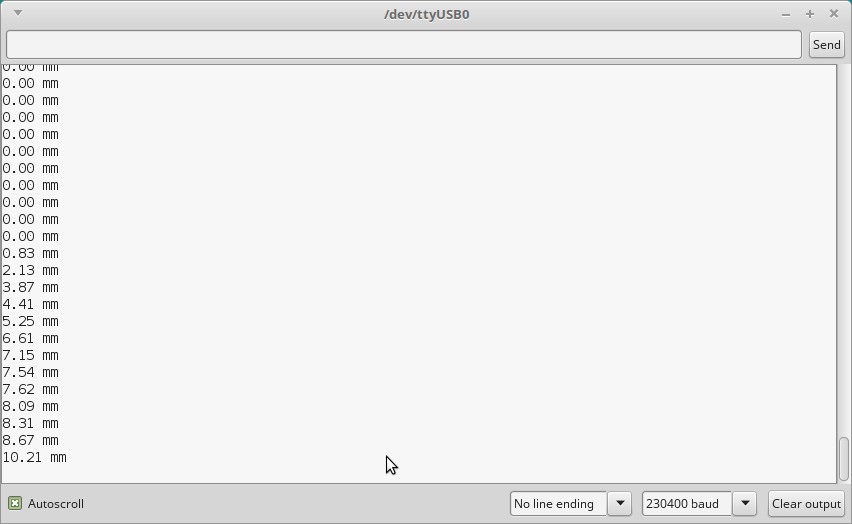 /dev/ttyUSB0
Send
0.00 mm
0.00 mm
0.00 mm
0.00 mm
0.00 mm
0.00 mm
0.00 mm
0.00 mm
0.00 mm
0.00 mm
0.00 mm
0.83 mm
2.13 mm
3.87 mm
4.41 mm
5.25 mm
6.61 mm
7.15 mm
7.54 mm
7.62 mm
8.09 mm
8.31 mm
8.67 mm
10.21 mm
Autoscroll
No line ending
230400 baud
Clear output